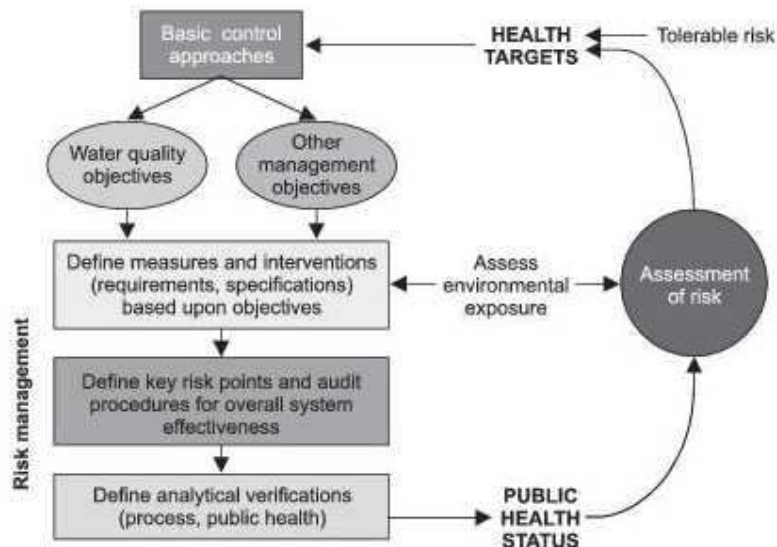 Basic control
approaches
HEALTH
TARGETS
Tolerable risk
Water quality
objectives
Other
management
objectives
Define measures and interventions
(requirements, specifications)
based upon objectives
Assess
environmental
exposure
Assessment
of risk
Risk management
Define key risk points and audit
procedures for overall system
effectiveness
Define analytical verifications
(process, public health)
PUBLIC
HEALTH
STATUS